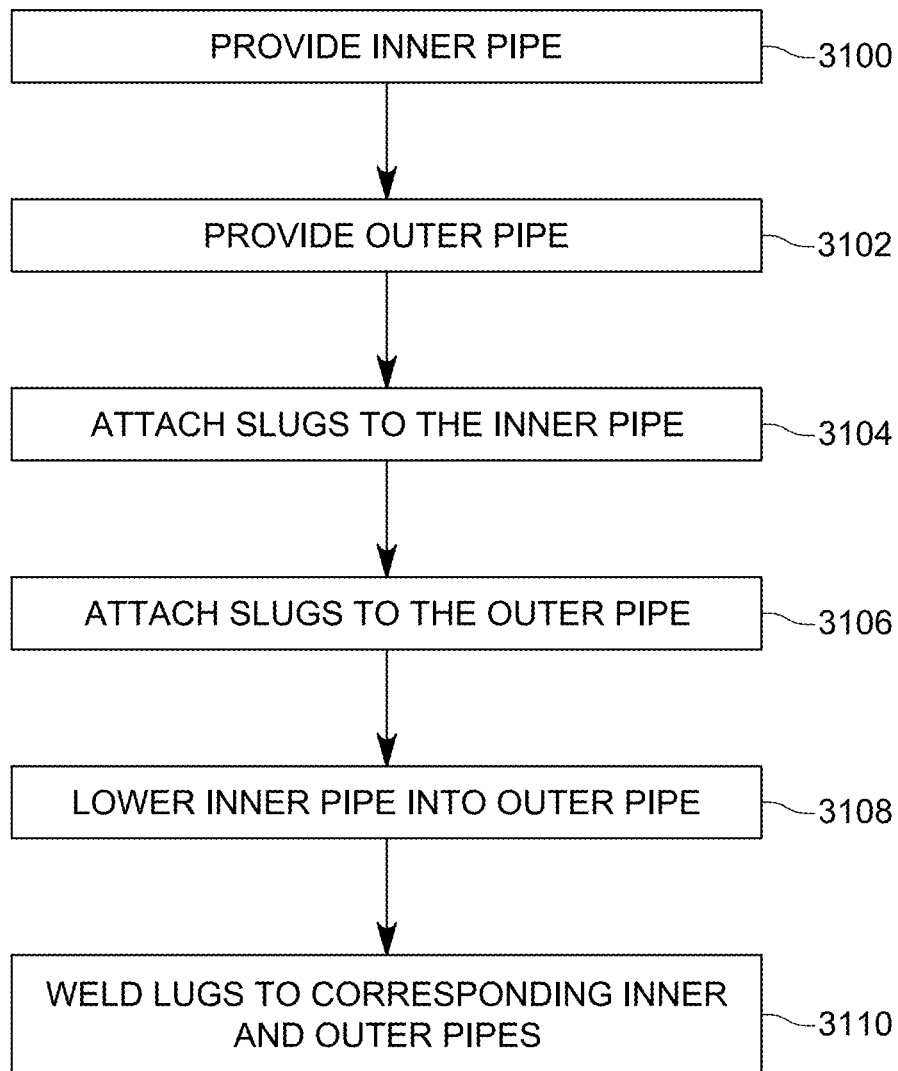 PROVIDE INNER PIPE
3100
PROVIDE OUTER PIPE
3102
ATTACH SLUGS TO THE INNER PIPE
3104
ATTACH SLUGS TO THE OUTER PIPE
3106
LOWER INNER PIPE INTO OUTER PIPE
3108
WELD LUGS TO CORRESPONDING INNER
AND OUTER PIPES
3110